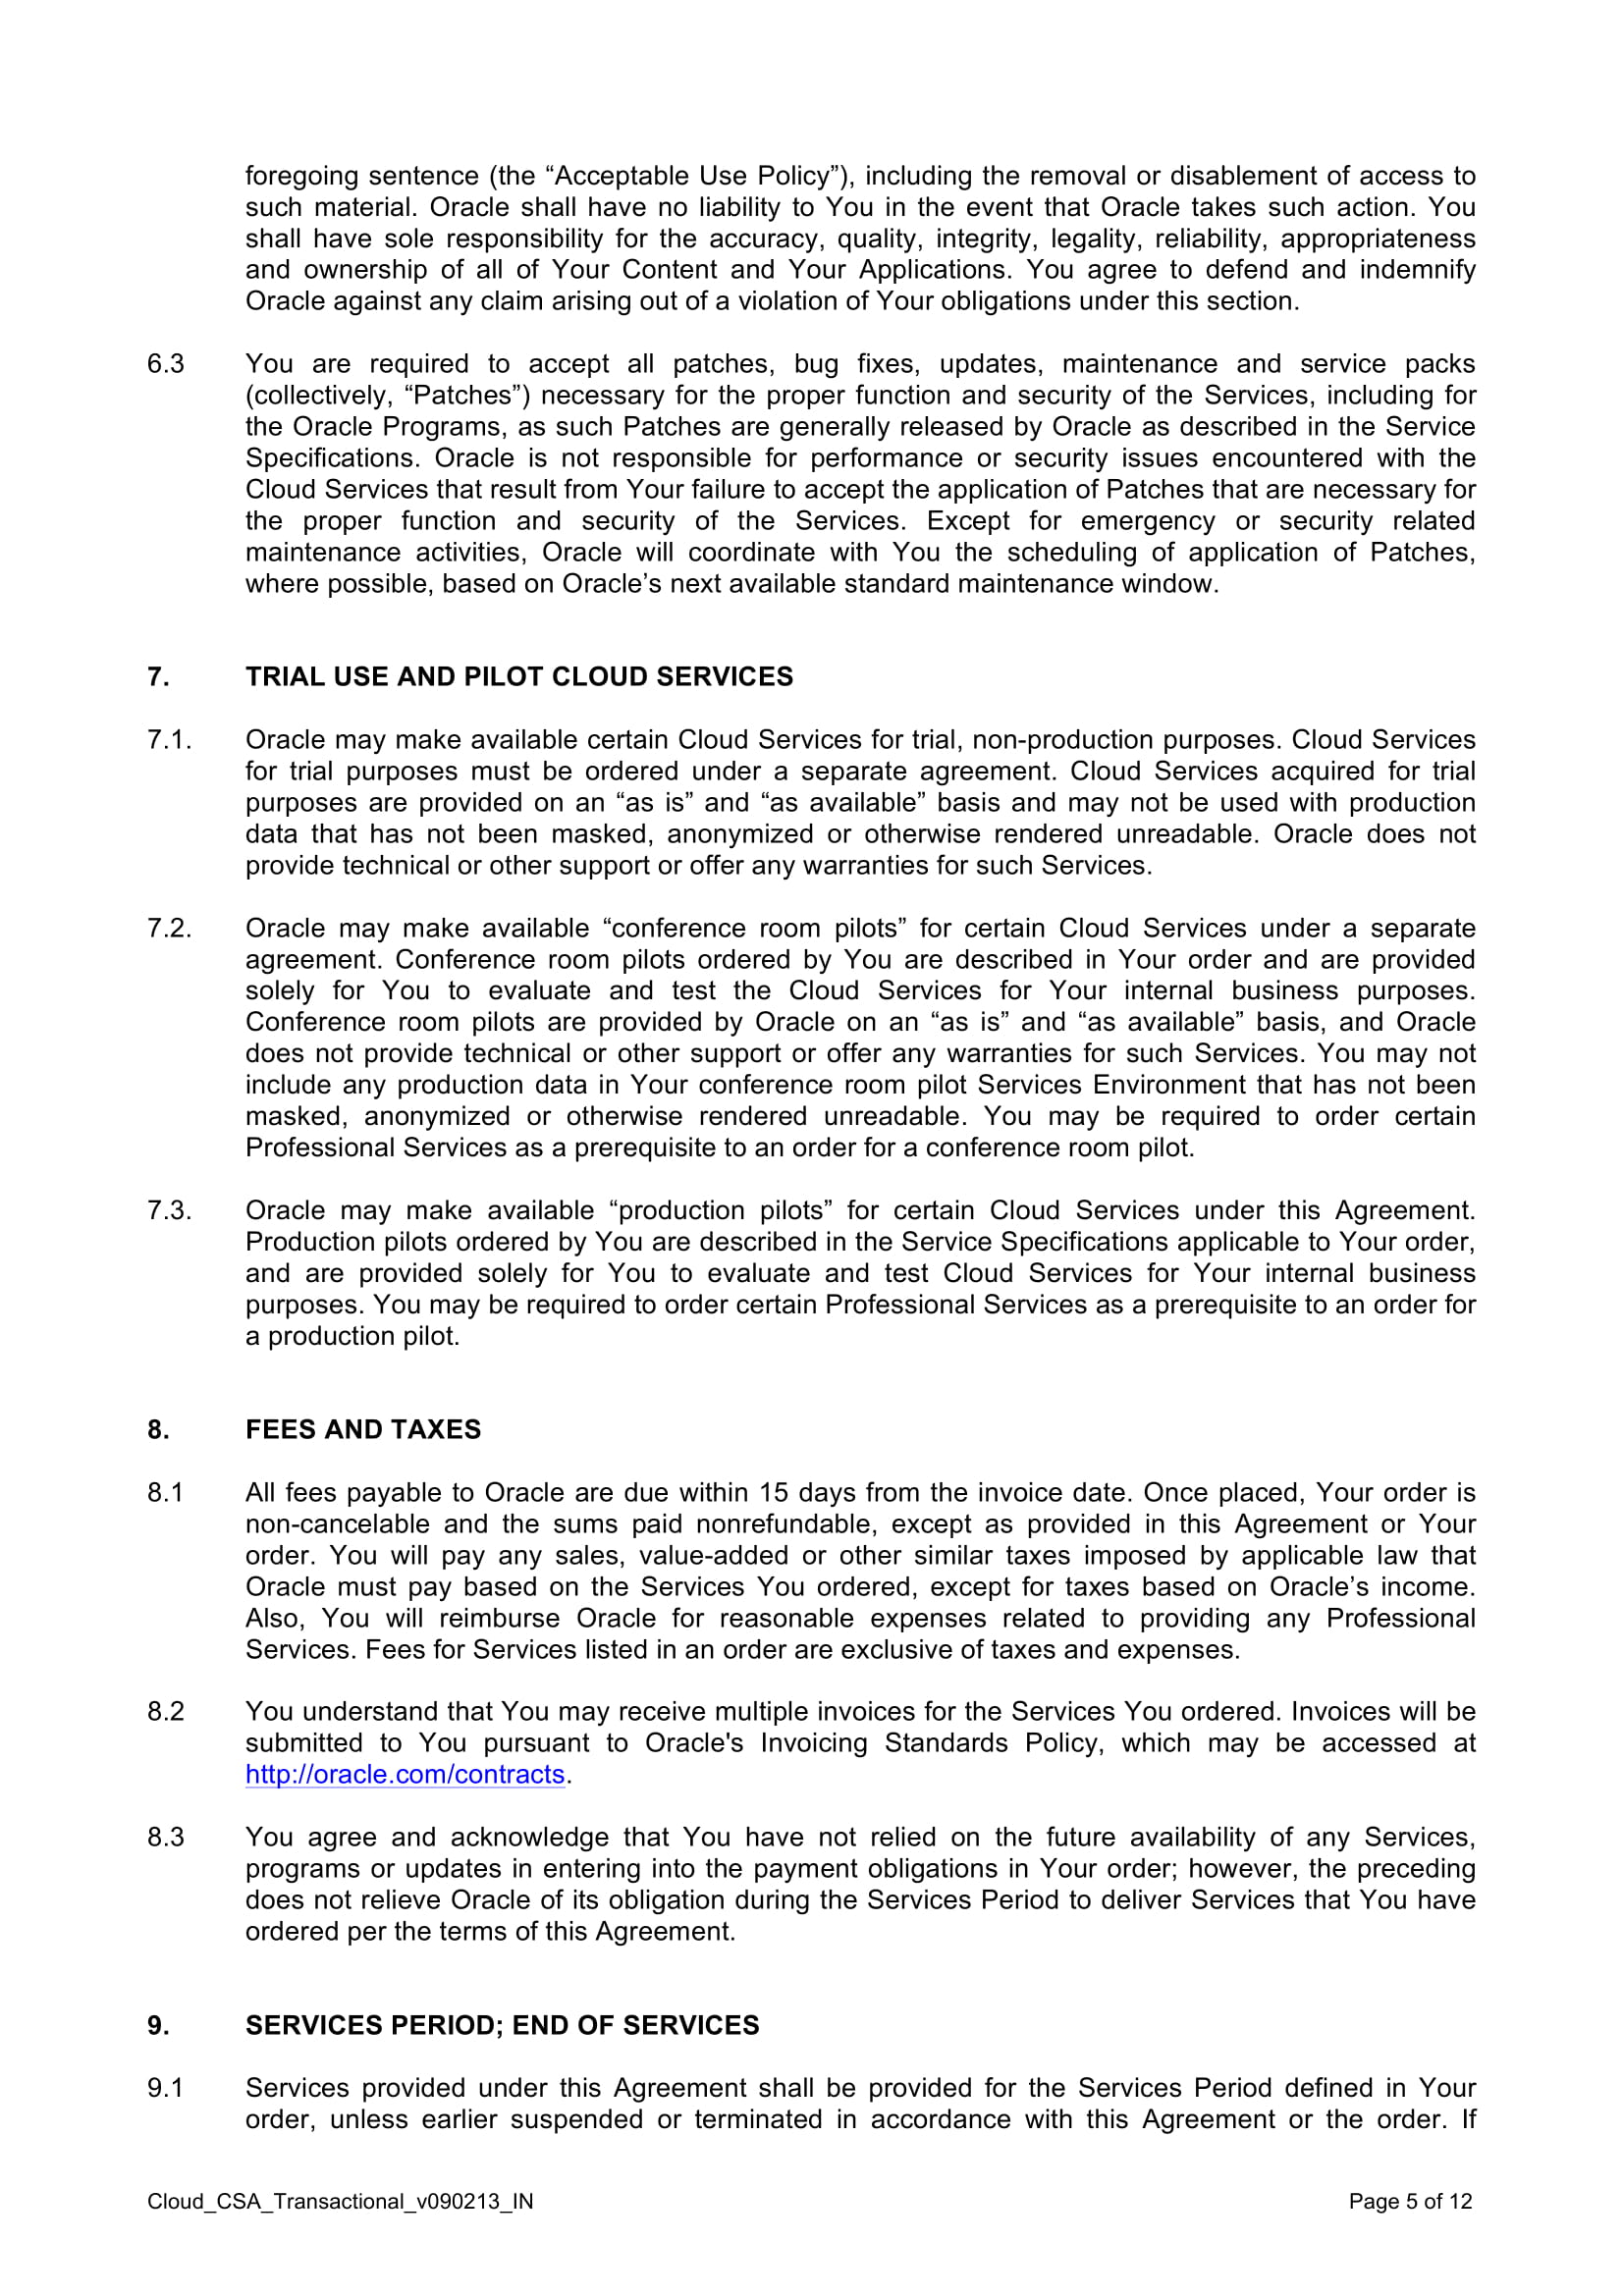 foregoing sentence (the “Acceptable Use Policy”), including the removal or disablement of access to
such material. Oracle shall have no liability to You in the event that Oracle takes such action. You
shall have sole responsibility for the accuracy, quality, integrity, legality, reliability, appropriateness
and ownership of all of Your Content and Your Applications. You agree to defend and indemnify
Oracle against any claim arising out of a violation of Your obligations under this section.
6.3 You are required to accept all patches, bug fixes, updates, maintenance and service packs
(collectively, “Patches”) necessary for the proper function and security of the Services, including for
the Oracle Programs, as such Patches are generally released by Oracle as described in the Service
Specifications. Oracle is not responsible for performance or security issues encountered with the
Cloud Services that result from Your failure to accept the application of Patches that are necessary for
the proper function and security of the Services. Except for emergency or security related
maintenance activities, Oracle will coordinate with You the scheduling of application of Patches,
where possible, based on Oracle’s next available standard maintenance window.
7. TRIAL USE AND PILOT CLOUD SERVICES
7.1. Oracle may make available certain Cloud Services for trial, non-production purposes. Cloud Services
for trial purposes must be ordered under a separate agreement. Cloud Services acquired for trial
purposes are provided on an “as is” and “as available” basis and may not be used with production
data that has not been masked, anonymized or otherwise rendered unreadable. Oracle does not
provide technical or other support or offer any warranties for such Services.
7.2. Oracle may make available “conference room pilots” for certain Cloud Services under a separate
agreement. Conference room pilots ordered by You are described in Your order and are provided
solely for You to evaluate and test the Cloud Services for Your internal business purposes.
Conference room pilots are provided by Oracle on an “as is” and “as available” basis, and Oracle
does not provide technical or other support or offer any warranties for such Services. You may not
include any production data in Your conference room pilot Services Environment that has not been
masked, anonymized or otherwise rendered unreadable. You may be required to order certain
Professional Services as a prerequisite to an order for a conference room pilot.
7.3. Oracle may make available “production pilots” for certain Cloud Services under this Agreement.
Production pilots ordered by You are described in the Service Specifications applicable to Your order,
and are provided solely for You to evaluate and test Cloud Services for Your internal business
purposes. You may be required to order certain Professional Services as a prerequisite to an order for
a production pilot.
8. FEES AND TAXES
8.1 All fees payable to Oracle are due within 15 days from the invoice date. Once placed, Your order is
non-cancelable and the sums paid nonrefundable, except as provided in this Agreement or Your
order. You will pay any sales, value-added or other similar taxes imposed by applicable law that
Oracle must pay based on the Services You ordered, except for taxes based on Oracle’s income.
Also, You will reimburse Oracle for reasonable expenses related to providing any Professional
Services. Fees for Services listed in an order are exclusive of taxes and expenses.
8.2 You understand that You may receive multiple invoices for the Services You ordered. Invoices will be
submitted to You pursuant to Oracle's Invoicing Standards Policy, which may be accessed at
http://oracle.com/contracts.
8.3 You agree and acknowledge that You have not relied on the future availability of any Services,
programs or updates in entering into the payment obligations in Your order; however, the preceding
does not relieve Oracle of its obligation during the Services Period to deliver Services that You have
ordered per the terms of this Agreement.
9. SERVICES PERIOD; END OF SERVICES
9.1 Services provided under this Agreement shall be provided for the Services Period defined in Your
order, unless earlier suspended or terminated in accordance with this Agreement or the order. If
Cloud_CSA_Transactional_v090213_IN Page 5 of 12